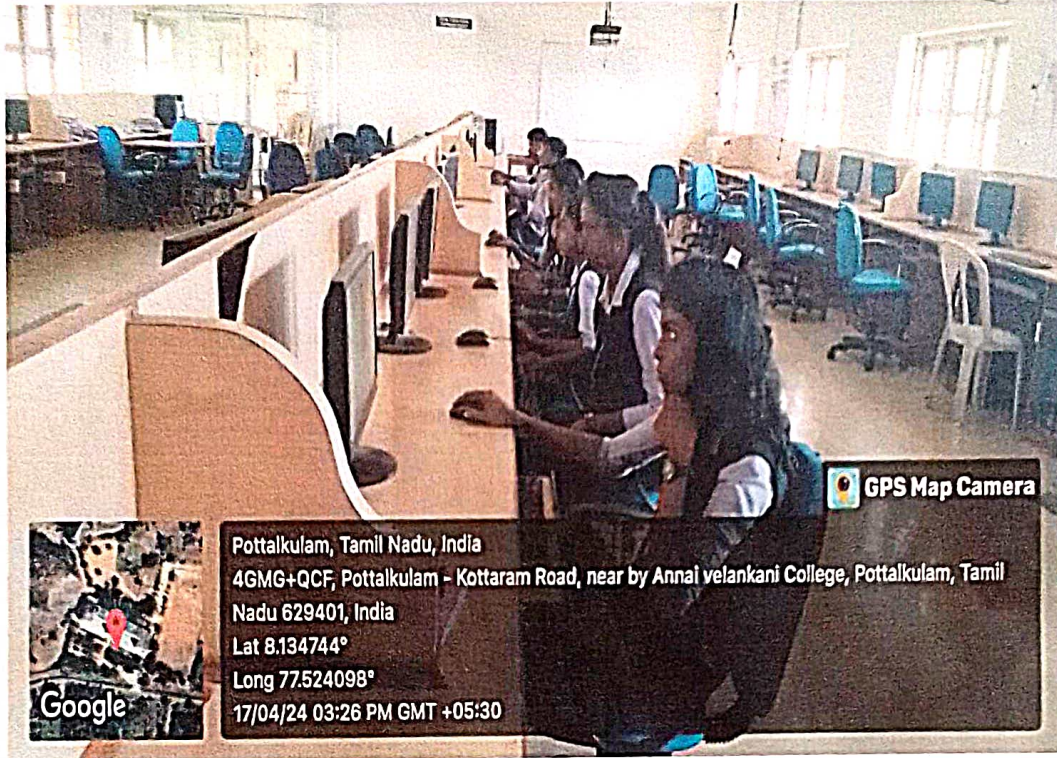 GPS Map Camera
Pottalkulam, Tamil Nadu, India
4GMG+QCF, Pottalkulam - Kottaram Road, near by Annai velankani College, Pottalkulam, Tamil
Nadu 629401, India
Lat 8.134744°
Long 77.524098°
17/04/24 03:26 PM GMT +05:30
Google